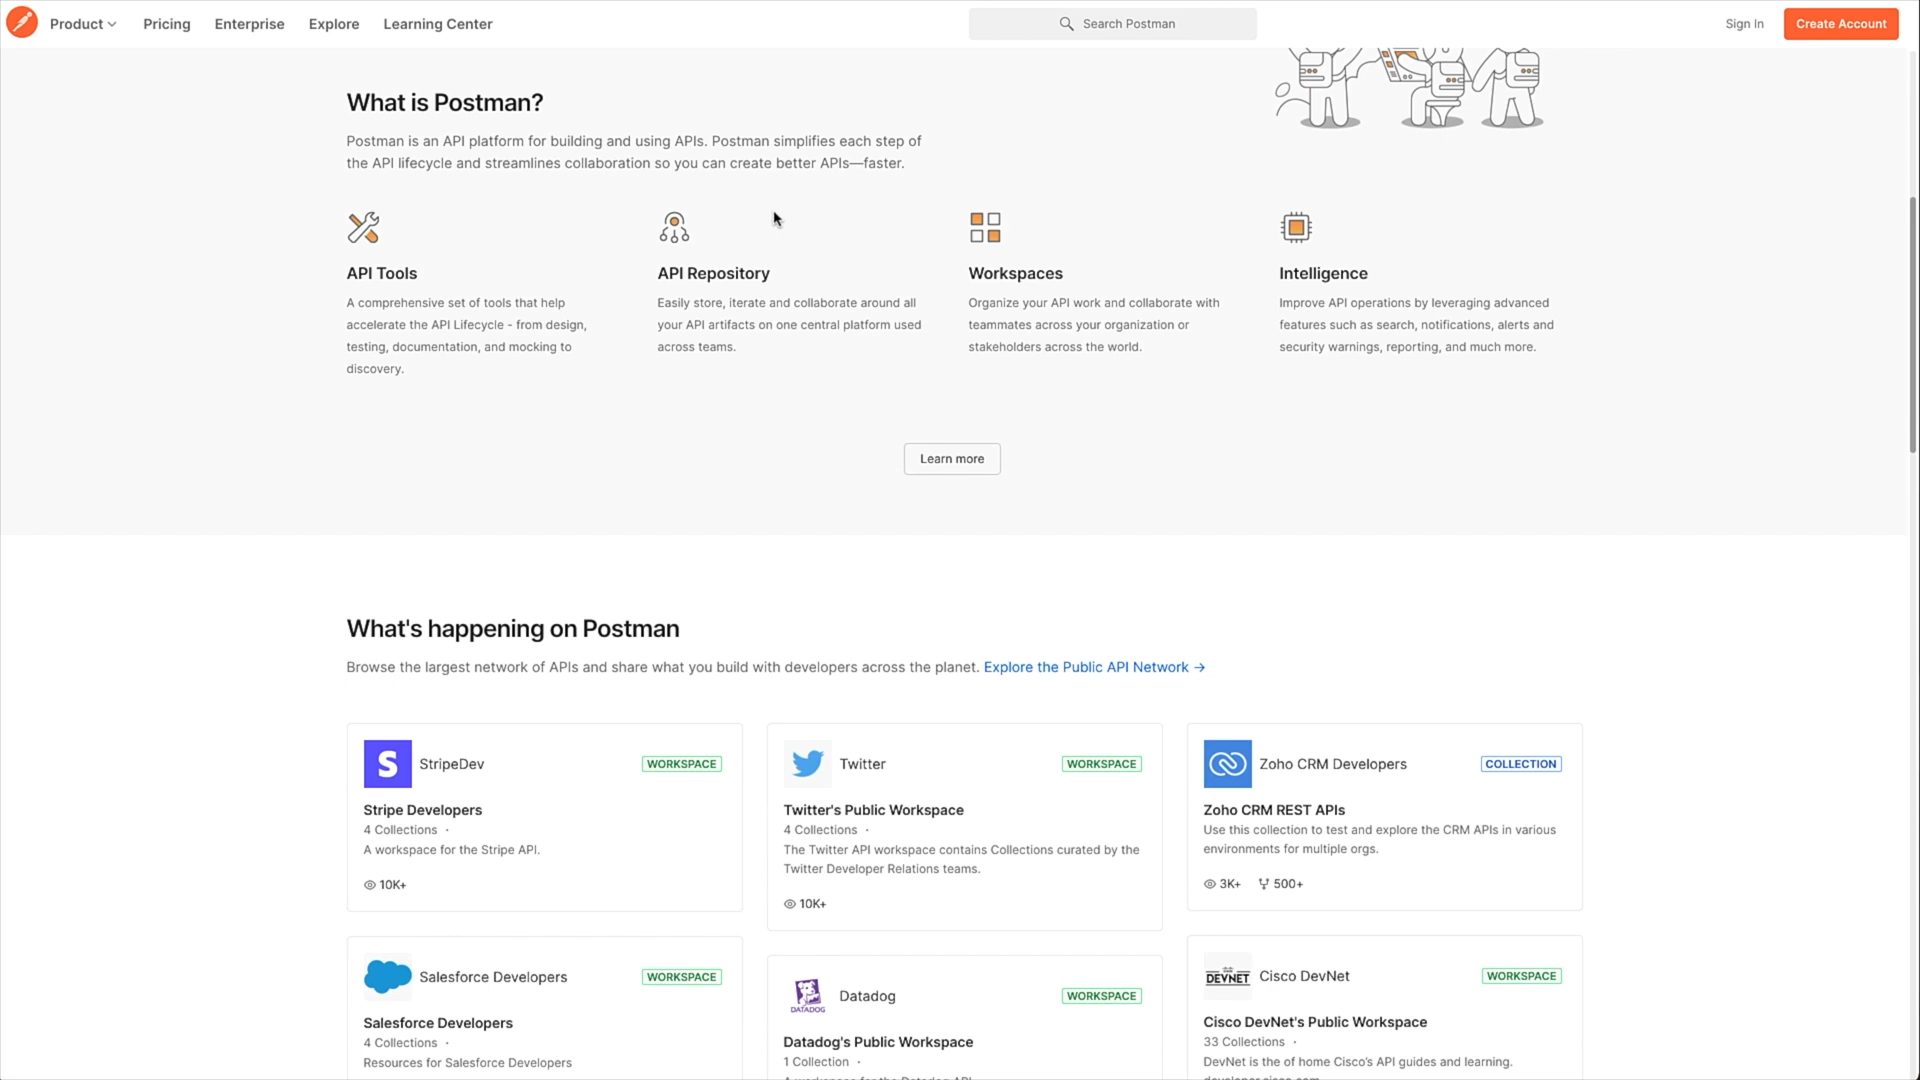 Product
Pricing
Enterprise
Explore
Learning Center
Search Postman
Sign In
Create Account
What is Postman?
Postman is an API platform for building and using APIs. Postman simplifies each step of
the API lifecycle and streamlines collaboration so you can create better APIs—faster.
API Tools
A comprehensive set of tools that help
accelerate the API Lifecycle - from design,
testing, documentation, and mocking to
discovery.
API Repository
Easily store, iterate and collaborate around all
your API artifacts on one central platform used
across teams.
Workspaces
Organize your API work and collaborate with
teammates across your organization or
stakeholders across the world.
Intelligence
Improve API operations by leveraging advanced
features such as search, notifications, alerts and
security warnings, reporting, and much more.
Learn more
What's happening on Postman
Browse the largest network of APIs and share what you build with developers across the planet. Explore the Public API Network →
S
StripeDev
WORKSPACE
Stripe Developers
4 Collections ·
A workspace for the Stripe API.
10K+
Twitter
WORKSPACE
Twitter's Public Workspace
4 Collections ·
The Twitter API workspace contains Collections curated by the
Twitter Developer Relations teams.
10K+
Zoho CRM Developers
COLLECTION
Zoho CRM REST APIs
Use this collection to test and explore the CRM APIs in various
environments for multiple orgs.
3K+ 500+
Salesforce Developers
WORKSPACE
Salesforce Developers
4 Collections ·
Resources for Salesforce Developers
DATADOG
Datadog
WORKSPACE
Datadog's Public Workspace
1 Collection ·
A workspace for the Datadog API
DEVNET
Cisco DevNet
WORKSPACE
Cisco DevNet's Public Workspace
33 Collections ·
DevNet is the of home Cisco's API guides and learning.
developer.cisco.com